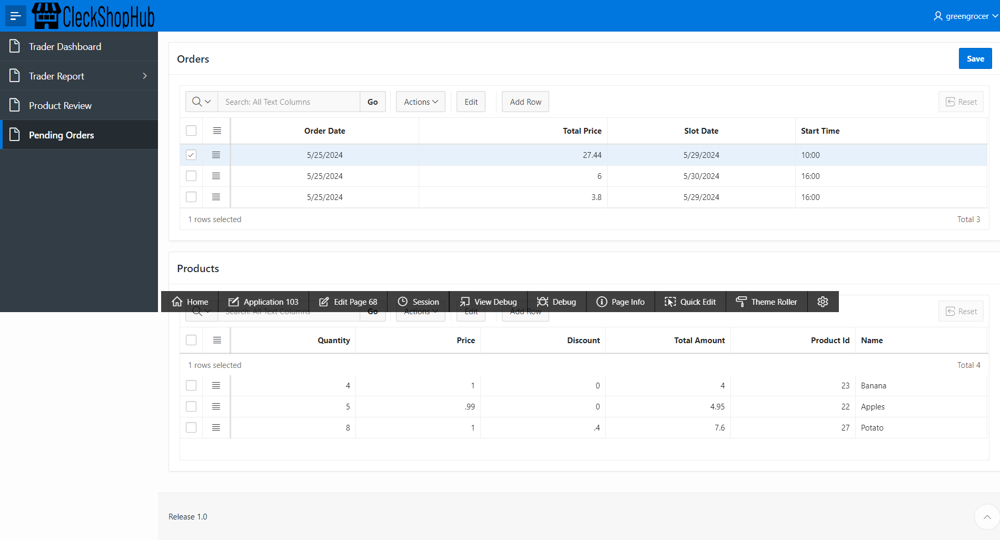 CleckShopHub
greengrocer
Trader Dashboard
Trader Report
Product Review
Pending Orders
Orders
Save
Search: All Text Columns
Go
Actions
Edit
Add Row
Reset
Order Date Total Price Slot Date Start Time
5/25/2024 27.44 5/29/2024 10:00
5/25/2024 6 5/30/2024 16:00
5/25/2024 3.8 5/29/2024 16:00
1 rows selected Total 3
Products
Home Application 103 Edit Page 68 Session View Debug Debug Page Info Quick Edit Theme Roller
Search: All Text Columns Go Actions Edit Add Row Reset
Quantity Price Discount Total Amount Product Id Name
1 rows selected Total 4
4 1 0 4 23 Banana
5 .99 0 4.95 22 Apples
8 1 .4 7.6 27 Potato
Release 1.0